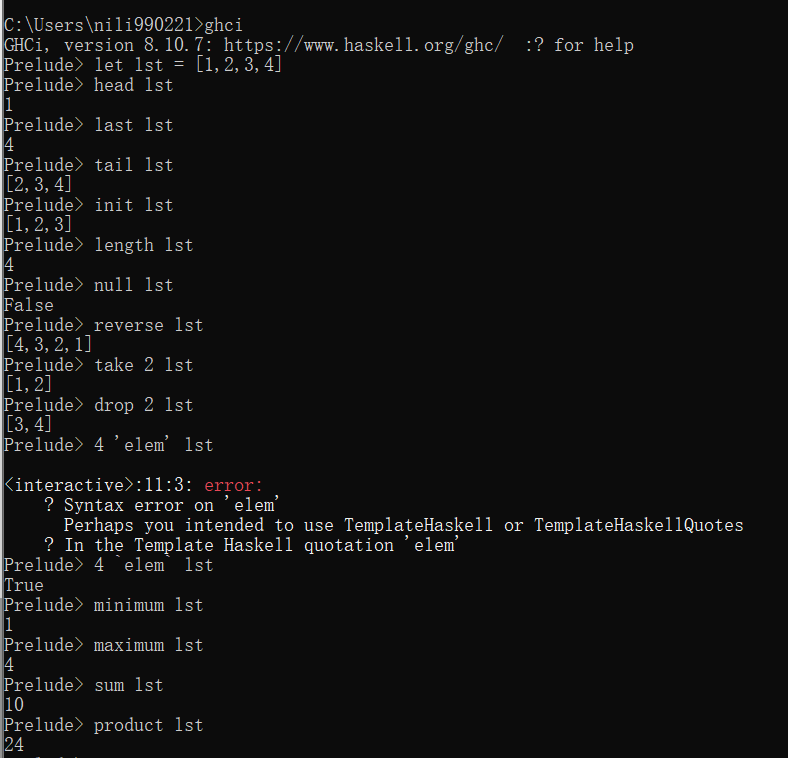 C:\Users\nili990221>ghci
GHCi, version 8.10.7: https://www.haskell.org/ghc/  :? for help
Prelude> let lst = [1,2,3,4]
Prelude> head lst
1
Prelude> last lst
4
Prelude> tail lst
[2,3,4]
Prelude> init lst
[1,2,3]
Prelude> length lst
4
Prelude> null lst
False
Prelude> reverse lst
[4,3,2,1]
Prelude> take 2 lst
[1,2]
Prelude> drop 2 lst
[3,4]
Prelude> 4 'elem' lst

<interactive>:11:3: error:
    ? Syntax error on 'elem'
      Perhaps you intended to use TemplateHaskell or TemplateHaskellQuotes
    ? In the Template Haskell quotation 'elem'
Prelude> 4 `elem` lst
True
Prelude> minimum lst
1
Prelude> maximum lst
4
Prelude> sum lst
10
Prelude> product lst
24